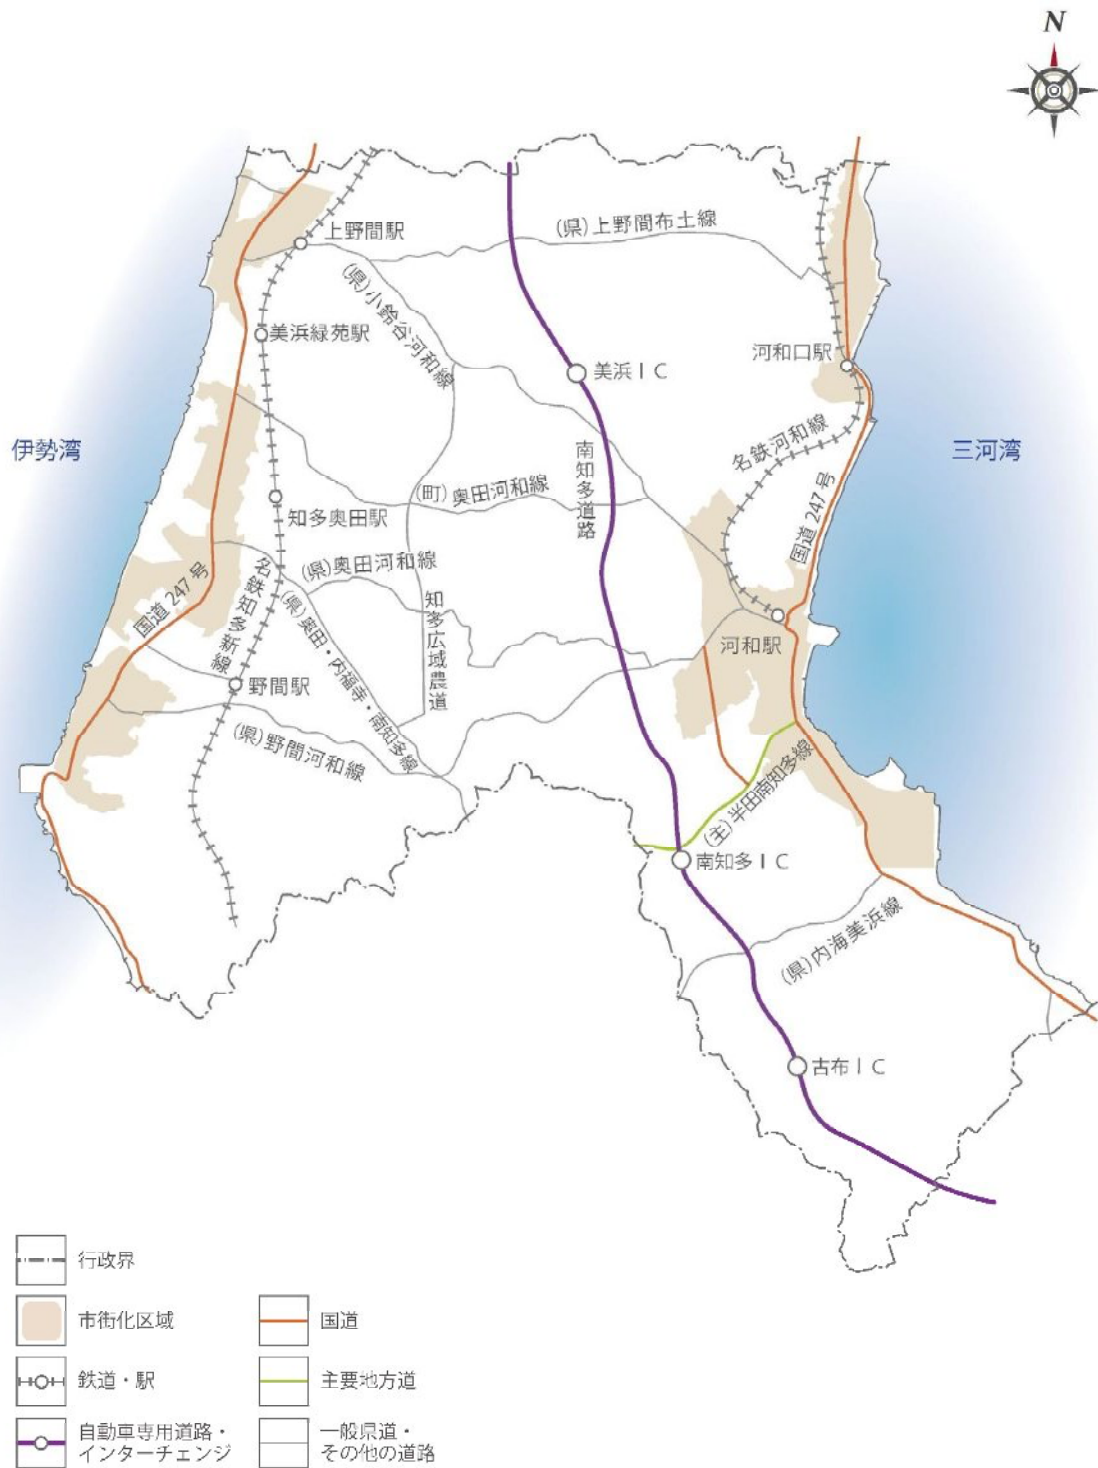 N
上野間駅
(県)上野間布土線
(県)小鈴谷河和線
美浜緑苑駅
河和口駅
美浜ＩＣ
伊勢湾
三河湾
名鉄河和線
南知多道路
(町)奥田河和線
知多奥田駅
国道247号
(県)奥田河和線
国道247号
名鉄知多新線
(県)奥田・内福寺・南知多線
知多広域農道
河和駅
野間駅
(県)野間河和線
(主)半田南知多線
南知多ＩＣ
(県)内海美浜線
古布ＩＣ
行政界
市街化区域
国道
鉄道・駅
主要地方道
自動車専用道路・
インターチェンジ
一般県道・
その他の道路